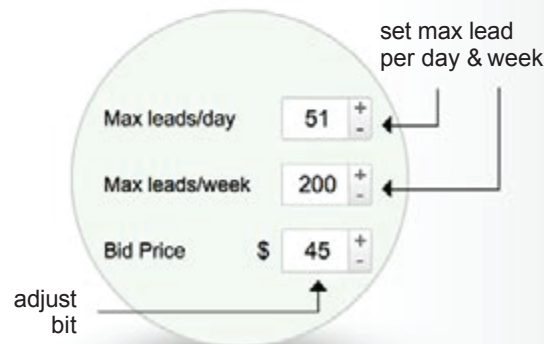 set max lead
per day & week
Max leads/day 51 + -
Max leads/week 200 + -
Bid Price $ 45 + -
adjust
bit